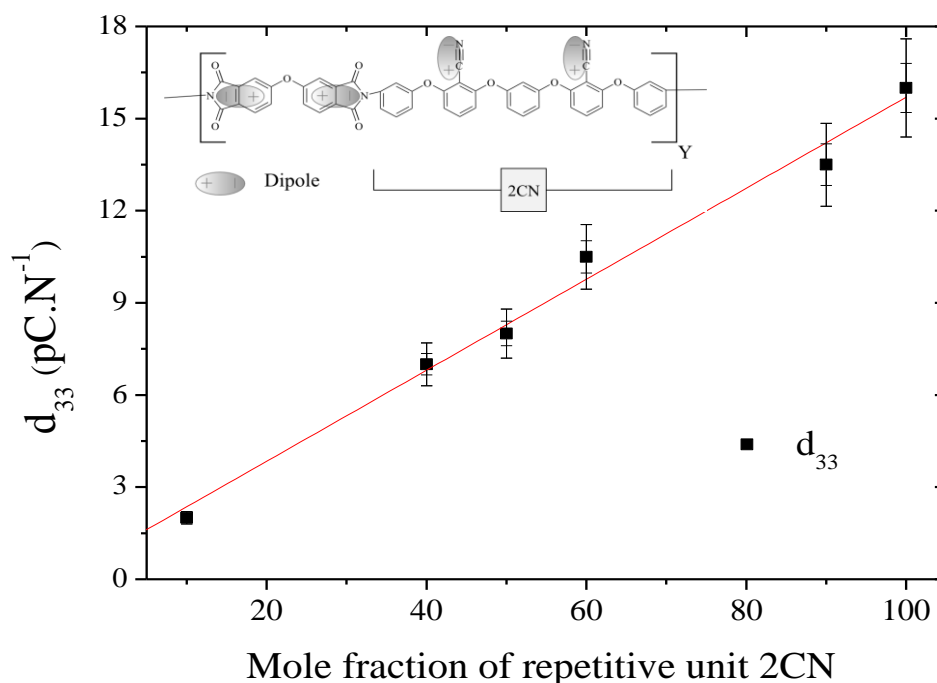 18
15
12
9
6
3
0
20
40
60
80
100
d33 (pC.N-1)
Mole fraction of repetitive unit 2CN
d33
N
C
N
C
O
O
O
O
O
O
O
O
O
N
N
Y
+ − Dipole
2CN